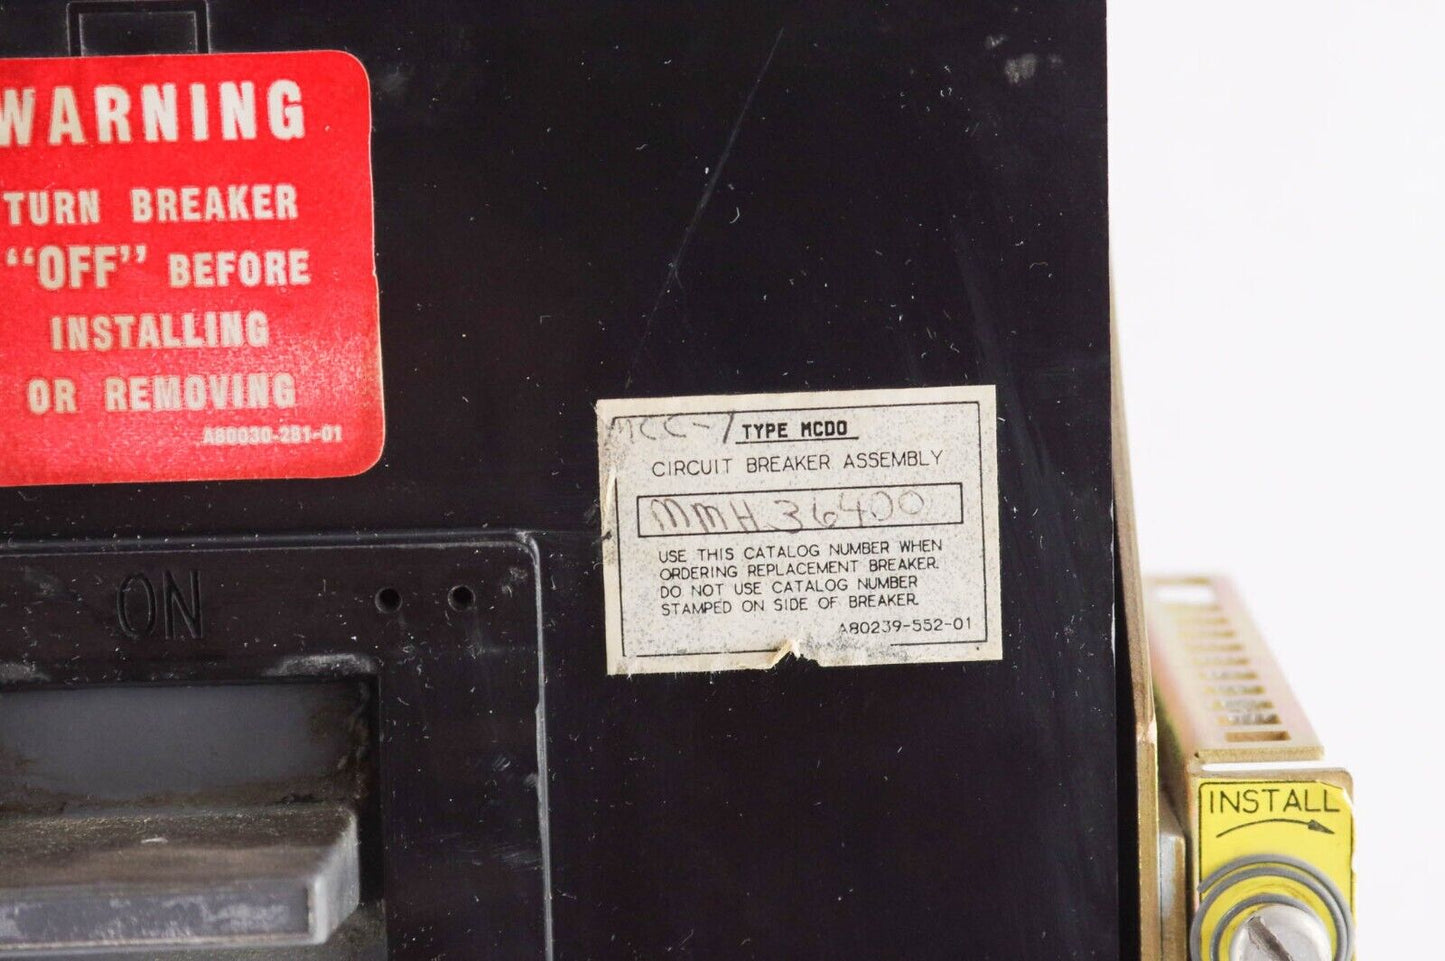 WARNING
TURN BREAKER
“OFF” BEFORE
INSTALLING
OR REMOVING
A80030-281-01
MCC-1 TYPE MCDO
CIRCUIT BREAKER ASSEMBLY
MMH36400
USE THIS CATALOG NUMBER WHEN
ORDERING REPLACEMENT BREAKER.
DO NOT USE CATALOG NUMBER
STAMPED ON SIDE OF BREAKER.
A80239-552-01
ON
INSTALL